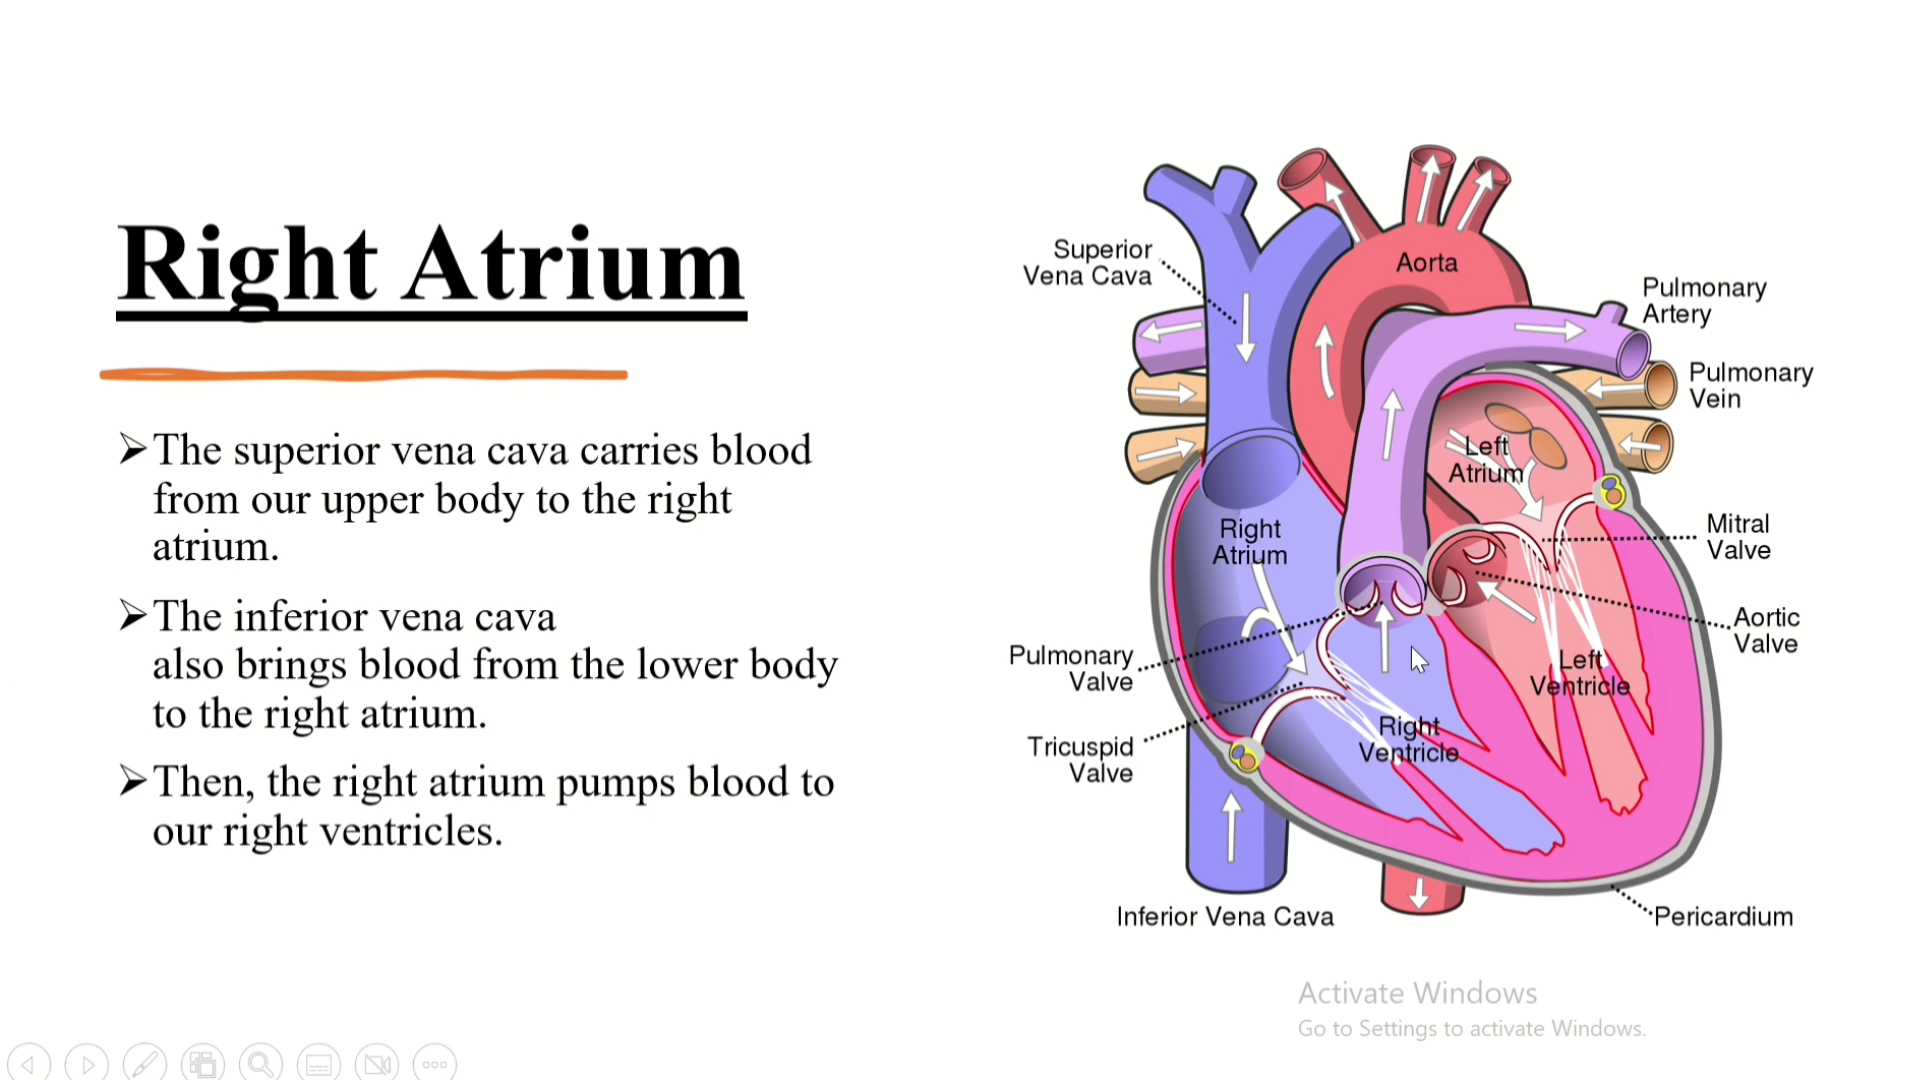 Right Atrium
➢The superior vena cava carries blood
from our upper body to the right
atrium.
➢The inferior vena cava
also brings blood from the lower body
to the right atrium.
➢Then, the right atrium pumps blood to
our right ventricles.
Superior
Vena Cava
Aorta
Pulmonary
Artery
Pulmonary
Vein
Left
Atrium
Right
Atrium
Mitral
Valve
Aortic
Valve
Pulmonary
Valve
Left
Ventricle
Right
Ventricle
Tricuspid
Valve
Inferior Vena Cava
Pericardium
Activate Windows
Go to Settings to activate Windows.